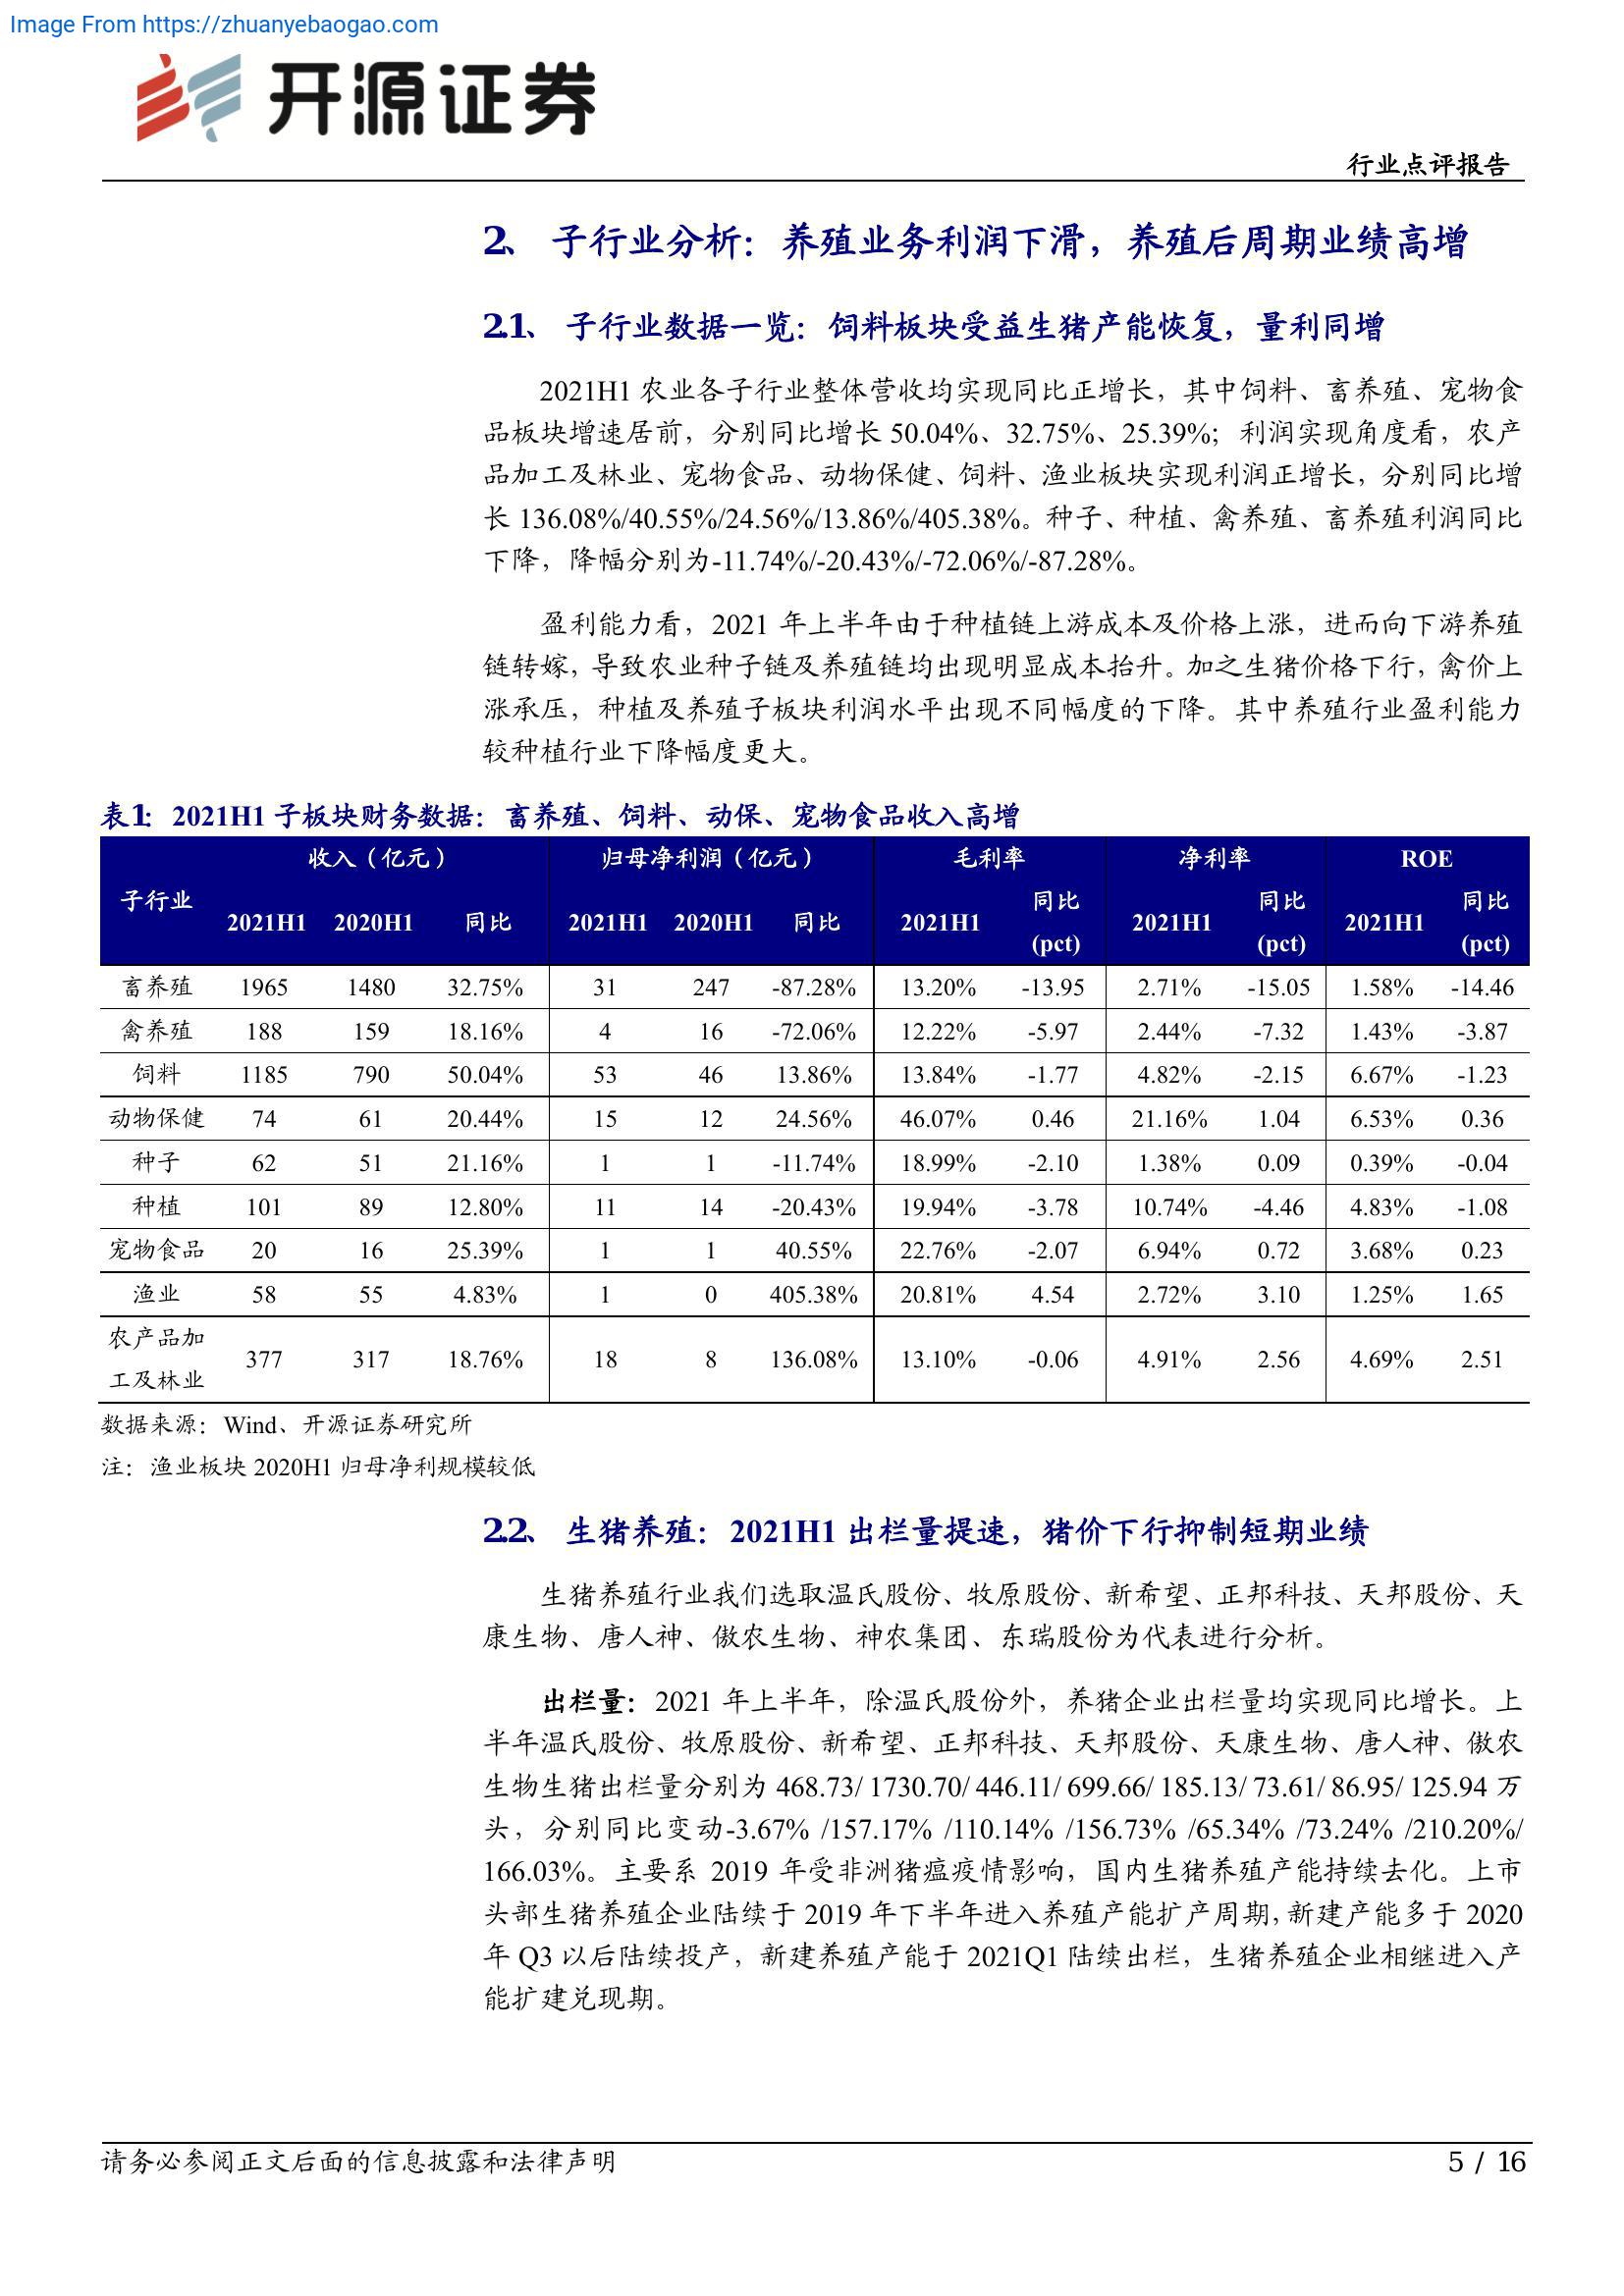 Image From https://zhuanyebaogao.com
开源证券
行业点评报告
2、 子行业分析：养殖业务利润下滑，养殖后周期业绩高增
2.1、 子行业数据一览：饲料板块受益生猪产能恢复，量利同增
2021H1 农业各子行业整体营收均实现同比正增长，其中饲料、畜养殖、宠物食
品板块增速居前，分别同比增长 50.04%、32.75%、25.39%；利润实现角度看，农产
品加工及林业、宠物食品、动物保健、饲料、渔业板块实现利润正增长，分别同比增
长 136.08%/40.55%/24.56%/13.86%/405.38%。种子、种植、禽养殖、畜养殖利润同比
下降，降幅分别为-11.74%/-20.43%/-72.06%/-87.28%。
盈利能力看，2021 年上半年由于种植链上游成本及价格上涨，进而向下游养殖
链转嫁，导致农业种子链及养殖链均出现明显成本抬升。加之生猪价格下行，禽价上
涨承压，种植及养殖子板块利润水平出现不同幅度的下降。其中养殖行业盈利能力
较种植行业下降幅度更大。
表1：2021H1 子板块财务数据：畜养殖、饲料、动保、宠物食品收入高增
子行业 收入（亿元） 归母净利润（亿元） 毛利率 净利率 ROE
2021H1 2020H1 同比 2021H1 2020H1 同比 2021H1 同比(pct) 2021H1 同比(pct) 2021H1 同比(pct)
畜养殖 1965 1480 32.75% 31 247 -87.28% 13.20% -13.95 2.71% -15.05 1.58% -14.46
禽养殖 188 159 18.16% 4 16 -72.06% 12.22% -5.97 2.44% -7.32 1.43% -3.87
饲料 1185 790 50.04% 53 46 13.86% 13.84% -1.77 4.82% -2.15 6.67% -1.23
动物保健 74 61 20.44% 15 12 24.56% 46.07% 0.46 21.16% 1.04 6.53% 0.36
种子 62 51 21.16% 1 1 -11.74% 18.99% -2.10 1.38% 0.09 0.39% -0.04
种植 101 89 12.80% 11 14 -20.43% 19.94% -3.78 10.74% -4.46 4.83% -1.08
宠物食品 20 16 25.39% 1 1 40.55% 22.76% -2.07 6.94% 0.72 3.68% 0.23
渔业 58 55 4.83% 1 0 405.38% 20.81% 4.54 2.72% 3.10 1.25% 1.65
农产品加
工及林业 377 317 18.76% 18 8 136.08% 13.10% -0.06 4.91% 2.56 4.69% 2.51
数据来源：Wind、开源证券研究所
注：渔业板块 2020H1 归母净利规模较低
2.2、 生猪养殖：2021H1 出栏量提速，猪价下行抑制短期业绩
生猪养殖行业我们选取温氏股份、牧原股份、新希望、正邦科技、天邦股份、天
康生物、唐人神、傲农生物、神农集团、东瑞股份为代表进行分析。
出栏量：2021 年上半年，除温氏股份外，养猪企业出栏量均实现同比增长。上
半年温氏股份、牧原股份、新希望、正邦科技、天邦股份、天康生物、唐人神、傲农
生物生猪出栏量分别为 468.73/ 1730.70/ 446.11/ 699.66/ 185.13/ 73.61/ 86.95/ 125.94 万
头，分别同比变动-3.67% /157.17% /110.14% /156.73% /65.34% /73.24% /210.20%/
166.03%。主要系 2019 年受非洲猪瘟疫情影响，国内生猪养殖产能持续去化。上市
头部生猪养殖企业陆续于 2019 年下半年进入养殖产能扩产周期，新建产能多于 2020
年 Q3 以后陆续投产，新建养殖产能于 2021Q1 陆续出栏，生猪养殖企业相继进入产
能扩建兑现期。
请务必参阅正文后面的信息披露和法律声明
5 / 16